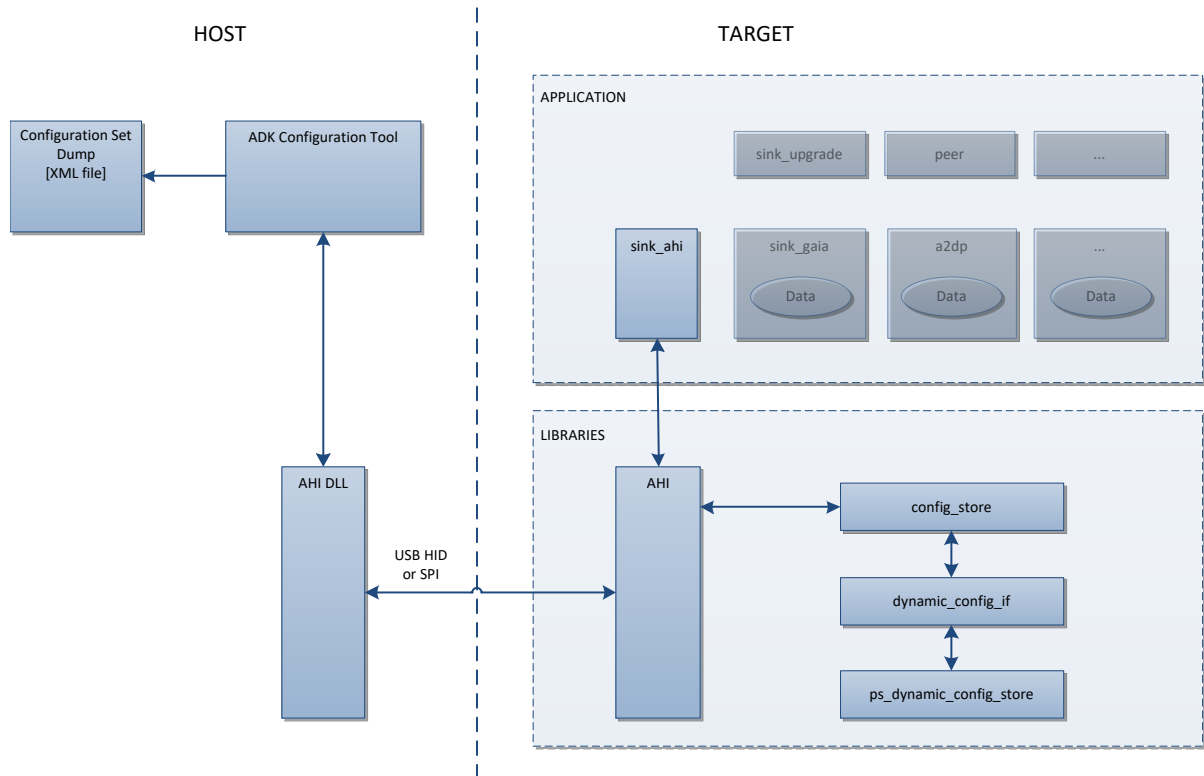 HOST
TARGET
Configuration Set
Dump
[XML file]
ADK Configuration Tool
APPLICATION
sink_upgrade
peer
...
sink_ahi
sink_gaia
Data
a2dp
Data
...
Data
LIBRARIES
AHI DLL
USB HID
or SPI
AHI
config_store
dynamic_config_if
ps_dynamic_config_store